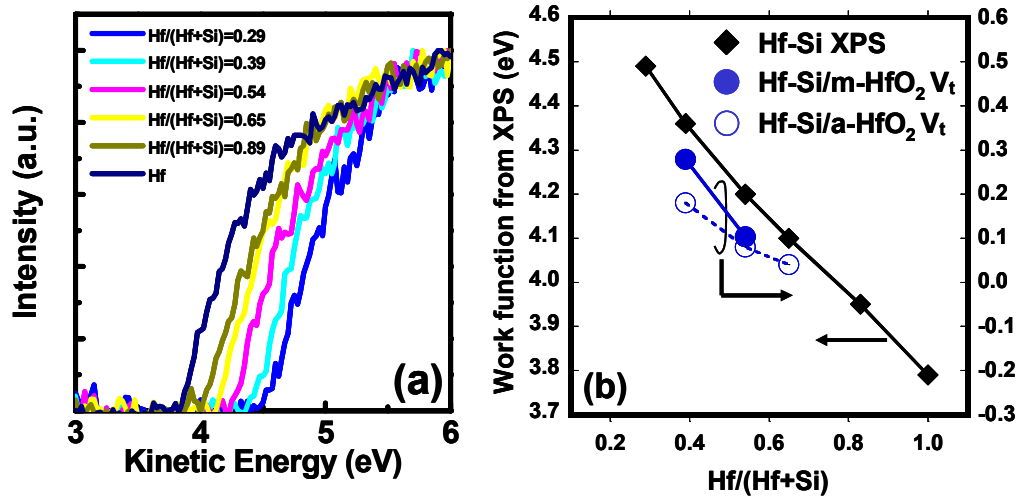 Hf/(Hf+Si)=0.29
Hf/(Hf+Si)=0.39
Hf/(Hf+Si)=0.54
Hf/(Hf+Si)=0.65
Hf/(Hf+Si)=0.89
Hf
Intensity (a.u.)
(a)
3 4 5 6
Kinetic Energy (eV)
Work function from XPS (eV)
4.6
4.5
4.4
4.3
4.2
4.1
4.0
3.9
3.8
3.7
Hf-Si XPS
Hf-Si/m-HfO₂ Vₜ
Hf-Si/a-HfO₂ Vₜ
(b)
0.6
0.5
0.4
0.3
0.2
0.1
0.0
-0.1
-0.2
-0.3
0.2 0.4 0.6 0.8 1.0
Hf/(Hf+Si)